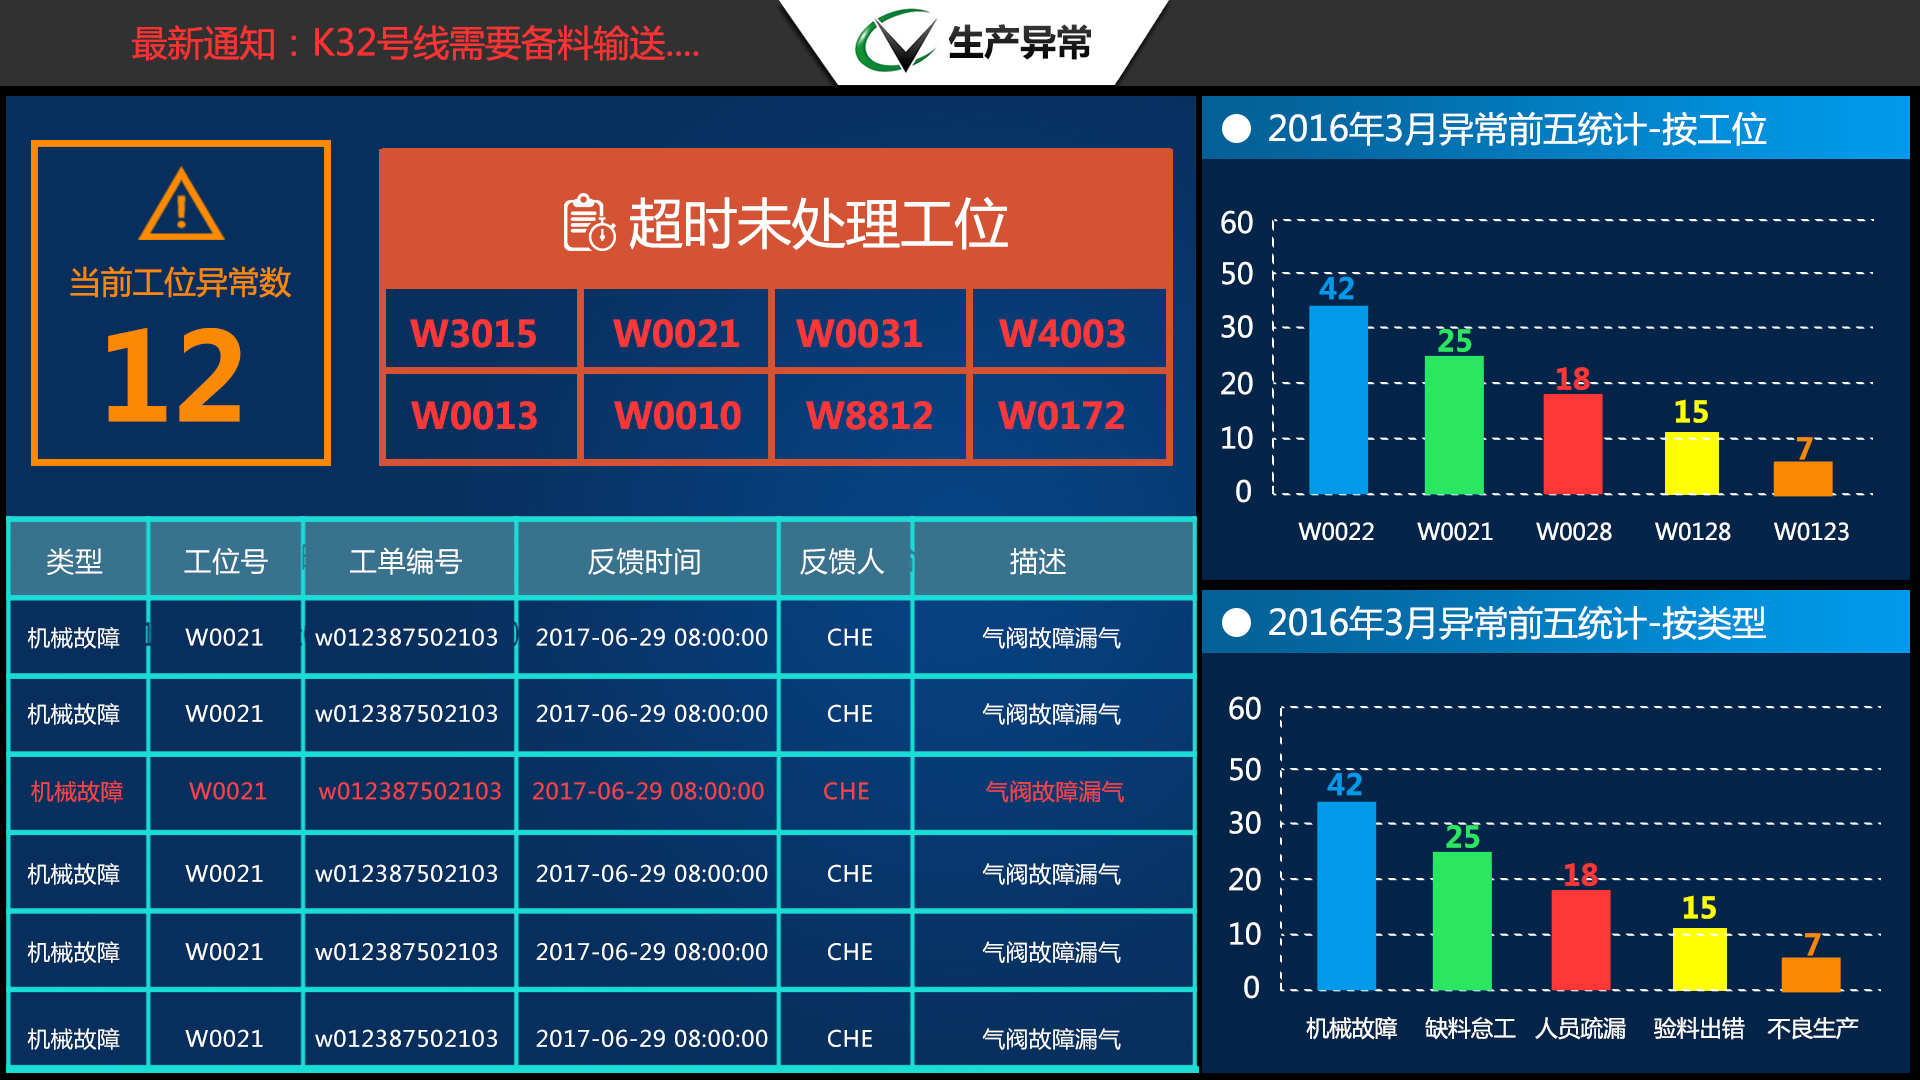 最新通知：K32号线需要备料输送....
生产异常
当前工位异常数
12
超时未处理工位
W3015 W0021 W0031 W4003
W0013 W0010 W8812 W0172
类型 工位号 工单编号 反馈时间 反馈人 描述
机械故障 W0021 w012387502103 2017-06-29 08:00:00 CHE 气阀故障漏气
机械故障 W0021 w012387502103 2017-06-29 08:00:00 CHE 气阀故障漏气
机械故障 W0021 w012387502103 2017-06-29 08:00:00 CHE 气阀故障漏气
机械故障 W0021 w012387502103 2017-06-29 08:00:00 CHE 气阀故障漏气
机械故障 W0021 w012387502103 2017-06-29 08:00:00 CHE 气阀故障漏气
机械故障 W0021 w012387502103 2017-06-29 08:00:00 CHE 气阀故障漏气
2016年3月异常前五统计-按工位
60
50
30
20
10
0
42
25
18
15
7
W0022 W0021 W0028 W0128 W0123
2016年3月异常前五统计-按类型
60
50
30
20
10
0
42
25
18
15
7
机械故障 缺料怠工 人员疏漏 验料出错 不良生产